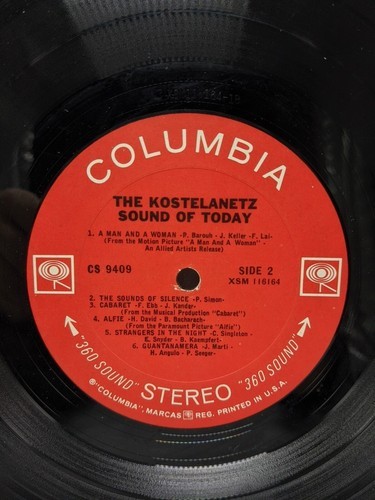 COLUMBIA
THE KOSTELANETZ
SOUND OF TODAY
1. A MAN AND A WOMAN -P. Barouh - J. Keller -F. Lai-
(From the Motion Picture "A Man And A Woman" -
An Allied Artists Release)
CS 9409
SIDE 2
XSM 116164
2. THE SOUNDS OF SILENCE -P. Simon-
3. CABARET -F. Ebb - J. Kander-
(From the Musical Production "Cabaret")
4. ALFIE -H. David - B. Bacharach-
(From the Paramount Picture "Alfie")
5. STRANGERS IN THE NIGHT -C. Singleton -
E. Snyder - B. Kaempfert-
6. GUANTANAMERA -J. Marti -
H. Angulo - P. Seeger-
"360 SOUND" STEREO "360 SOUND"
® "COLUMBIA", MARCAS REG. PRINTED IN U.S.A.